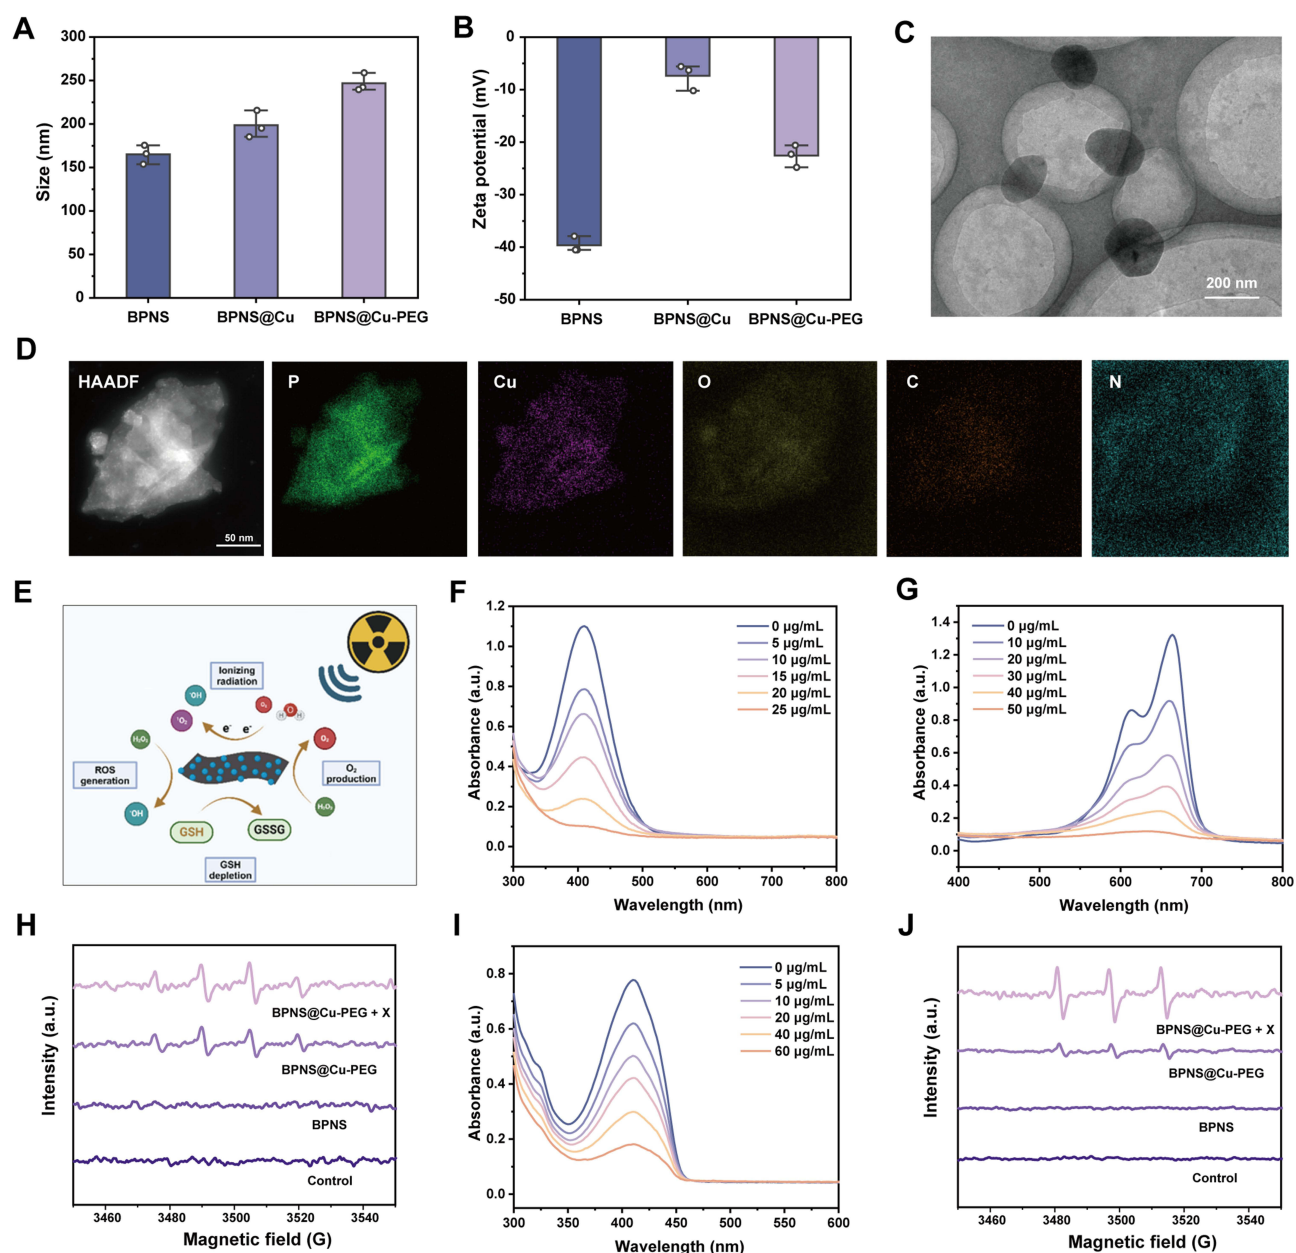 A
300
250
200
150
100
50
0
Size (nm)
BPNS
BPNS@Cu
BPNS@Cu-PEG
B
0
-10
-20
-30
-40
-50
Zeta potential (mV)
BPNS
BPNS@Cu
BPNS@Cu-PEG
C
200 nm
D
HAADF
50 nm
P
Cu
O
C
N
E
Ionizing
radiation
·OH
¹O₂
O₂
H O H
e⁻ e⁺
H₂O₂
O₂
ROS
generation
O₂
production
·OH
H₂O₂
GSH
GSSG
GSH
depletion
F
1.2
1.0
0.8
0.6
0.4
0.2
0.0
Absorbance (a.u.)
0 µg/mL
5 µg/mL
10 µg/mL
15 µg/mL
20 µg/mL
25 µg/mL
300 400 500 600 700 800
Wavelength (nm)
G
1.4
1.2
1.0
0.8
0.6
0.4
0.2
0.0
Absorbance (a.u.)
0 µg/mL
10 µg/mL
20 µg/mL
30 µg/mL
40 µg/mL
50 µg/mL
400 500 600 700 800
Wavelength (nm)
H
Intensity (a.u.)
BPNS@Cu-PEG + X
BPNS@Cu-PEG
BPNS
Control
3460 3480 3500 3520 3540
Magnetic field (G)
I
0.8
0.6
0.4
0.2
0.0
Absorbance (a.u.)
0 µg/mL
5 µg/mL
10 µg/mL
20 µg/mL
40 µg/mL
60 µg/mL
300 350 400 450 500 550 600
Wavelength (nm)
J
Intensity (a.u.)
BPNS@Cu-PEG + X
BPNS@Cu-PEG
BPNS
Control
3460 3480 3500 3520 3540
Magnetic field (G)